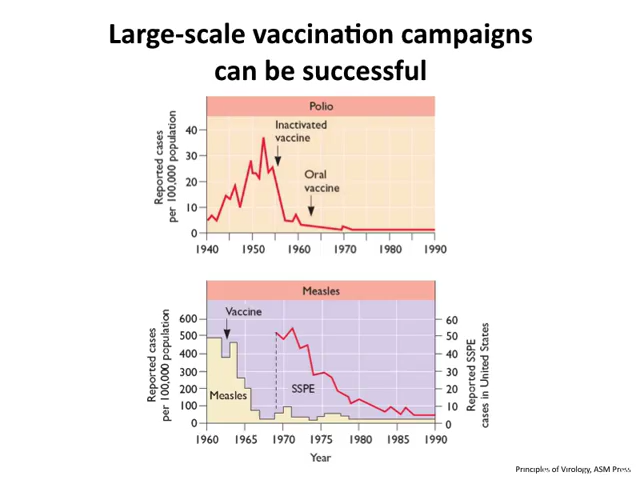 Large-scale vaccination campaigns
can be successful
Polio
Reported cases
per 100,000 population
40
30
20
10
0
Inactivated
vaccine
Oral
vaccine
1940 1950 1960 1970 1980 1990
Measles
Reported cases
per 100,000 population
600
500
400
300
200
100
0
Vaccine
Measles
SSPE
60
50
40
30
20
10
0
Reported SSPE
cases in United States
1960 1965 1970 1975 1980 1985 1990
Year
Principles of Virology, ASM Press